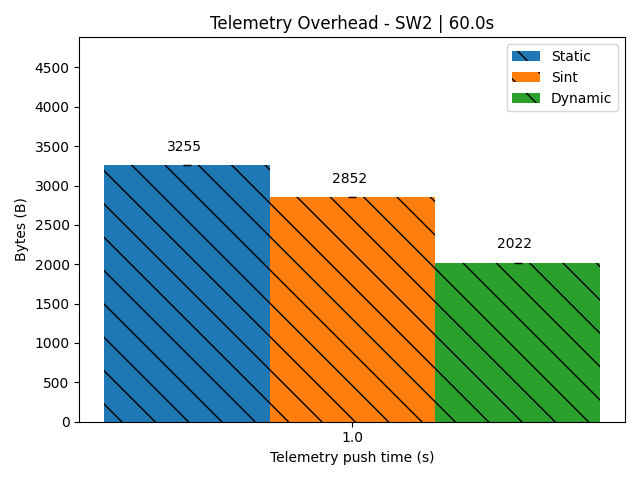 Telemetry Overhead - SW2 | 60.0s
Static
Sint
Dynamic
4500
4000
3500
3000
2500
2000
1500
1000
500
0
Bytes (B)
3255
2852
2022
1.0
Telemetry push time (s)